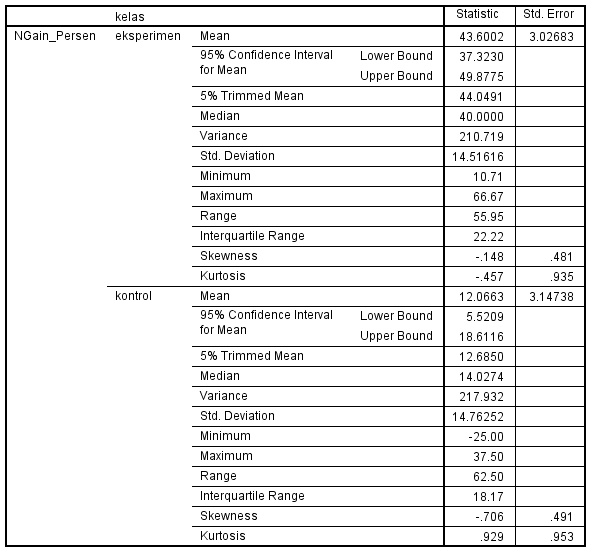 kelas Statistic Std. Error
NGain_Persen eksperimen Mean 43.6002 3.02683
95% Confidence Interval Lower Bound 37.3230
for Mean Upper Bound 49.8775
5% Trimmed Mean 44.0491
Median 40.0000
Variance 210.719
Std. Deviation 14.51616
Minimum 10.71
Maximum 66.67
Range 55.95
Interquartile Range 22.22
Skewness -.148 .481
Kurtosis -.457 .935
kontrol Mean 12.0663 3.14738
95% Confidence Interval Lower Bound 5.5209
for Mean Upper Bound 18.6116
5% Trimmed Mean 12.6850
Median 14.0274
Variance 217.932
Std. Deviation 14.76252
Minimum -25.00
Maximum 37.50
Range 62.50
Interquartile Range 18.17
Skewness -.706 .491
Kurtosis .929 .953